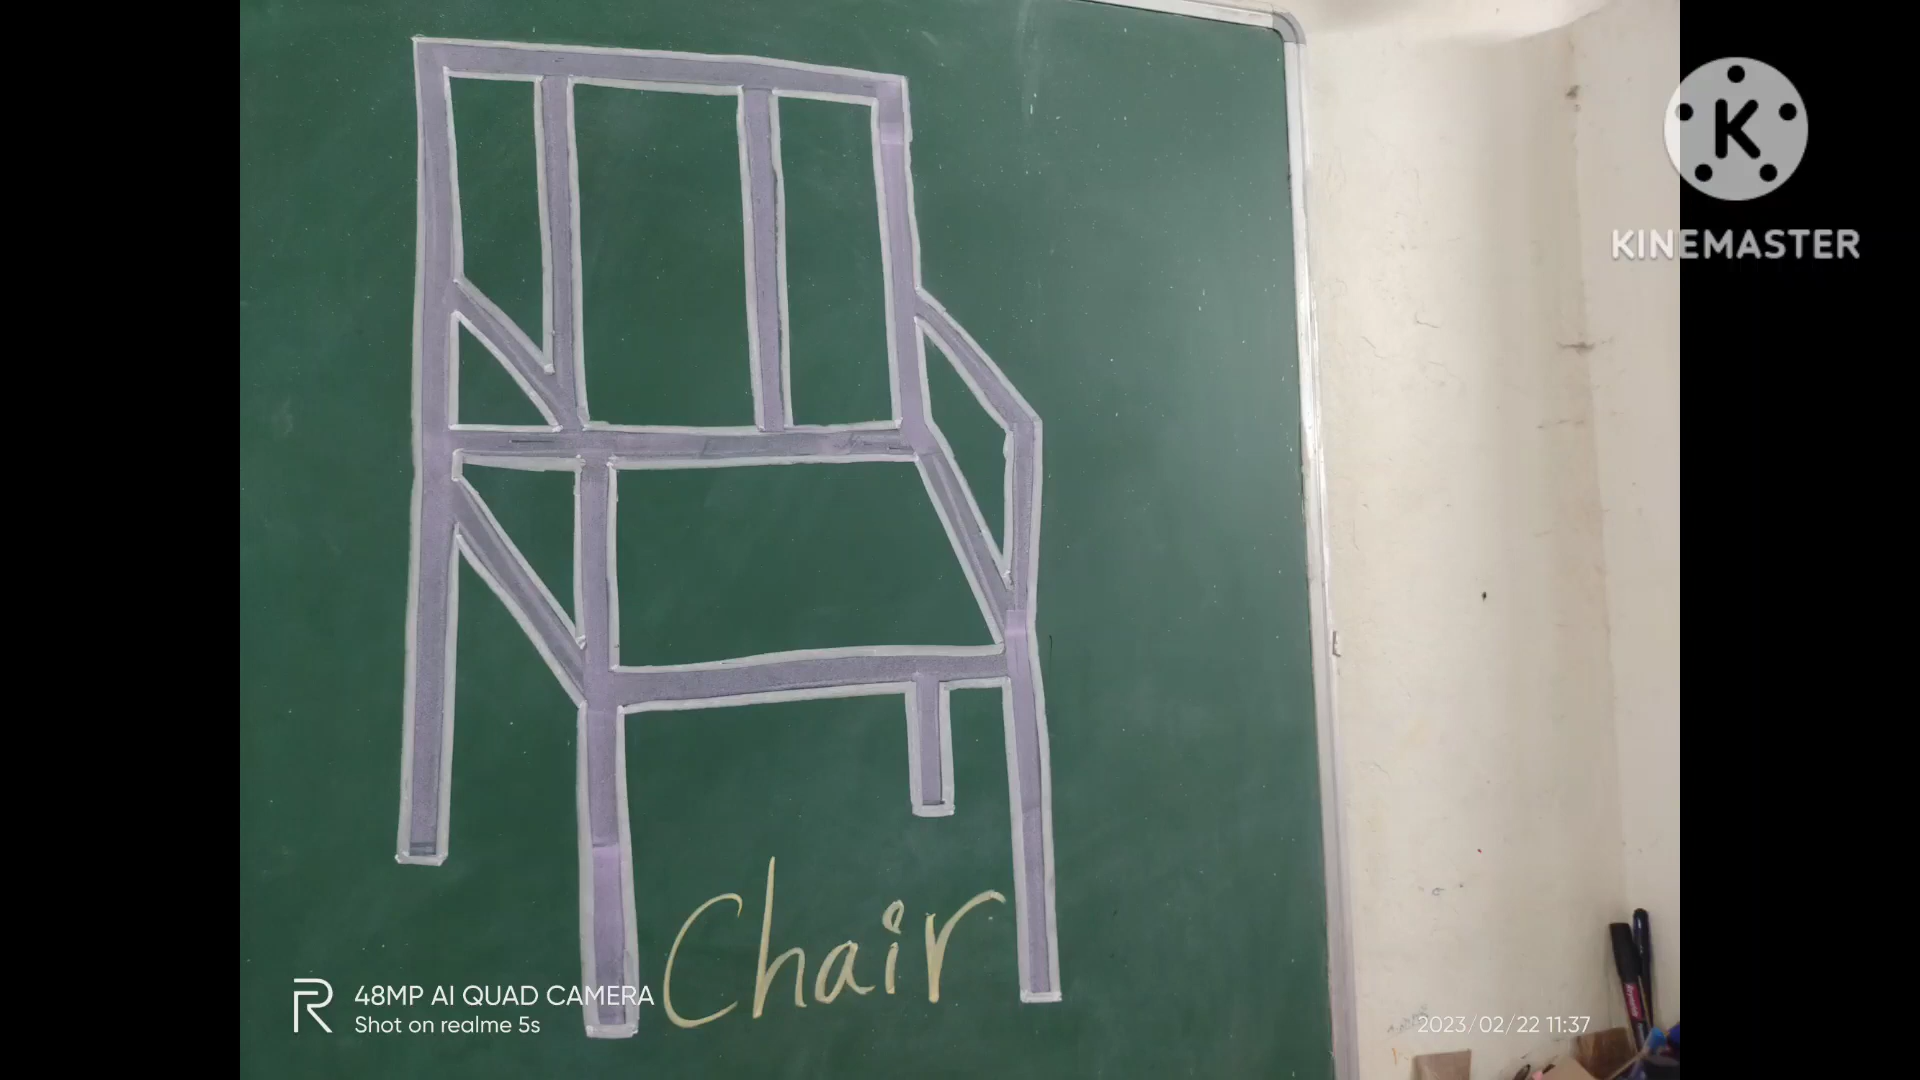 K
KINEMASTER
Chair
R
48MP AI QUAD CAMERA
Shot on realme 5s
2023/02/22 11:37